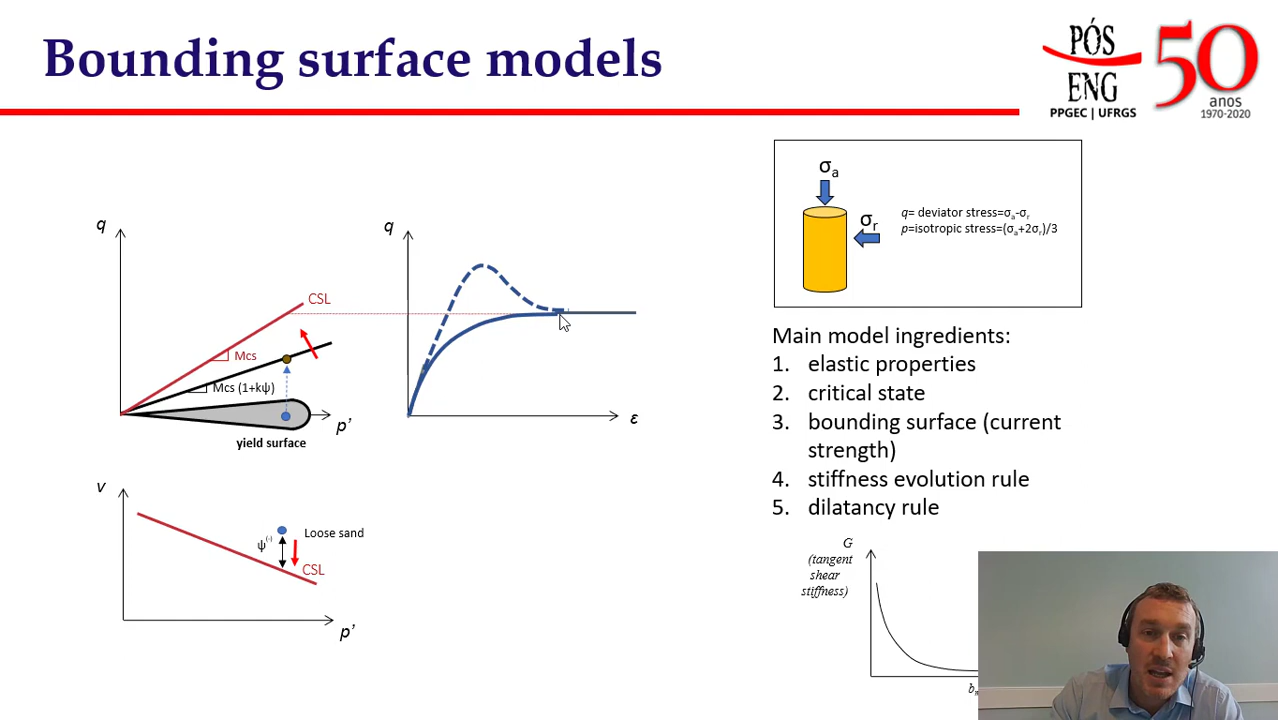 Bounding surface models
PÓS
ENG
PPGEC | UFRGS
50
anos
1970-2020
q
CSL
Mcs
Mcs (1+kψ)
p’
yield surface
q
ε
v
Loose sand
ψ(-)
CSL
p’
σa
σr
q= deviator stress=σa-σr
p=isotropic stress=(σa+2σr)/3
Main model ingredients:
1. elastic properties
2. critical state
3. bounding surface (current
strength)
4. stiffness evolution rule
5. dilatancy rule
G
(tangent
shear
stiffness)